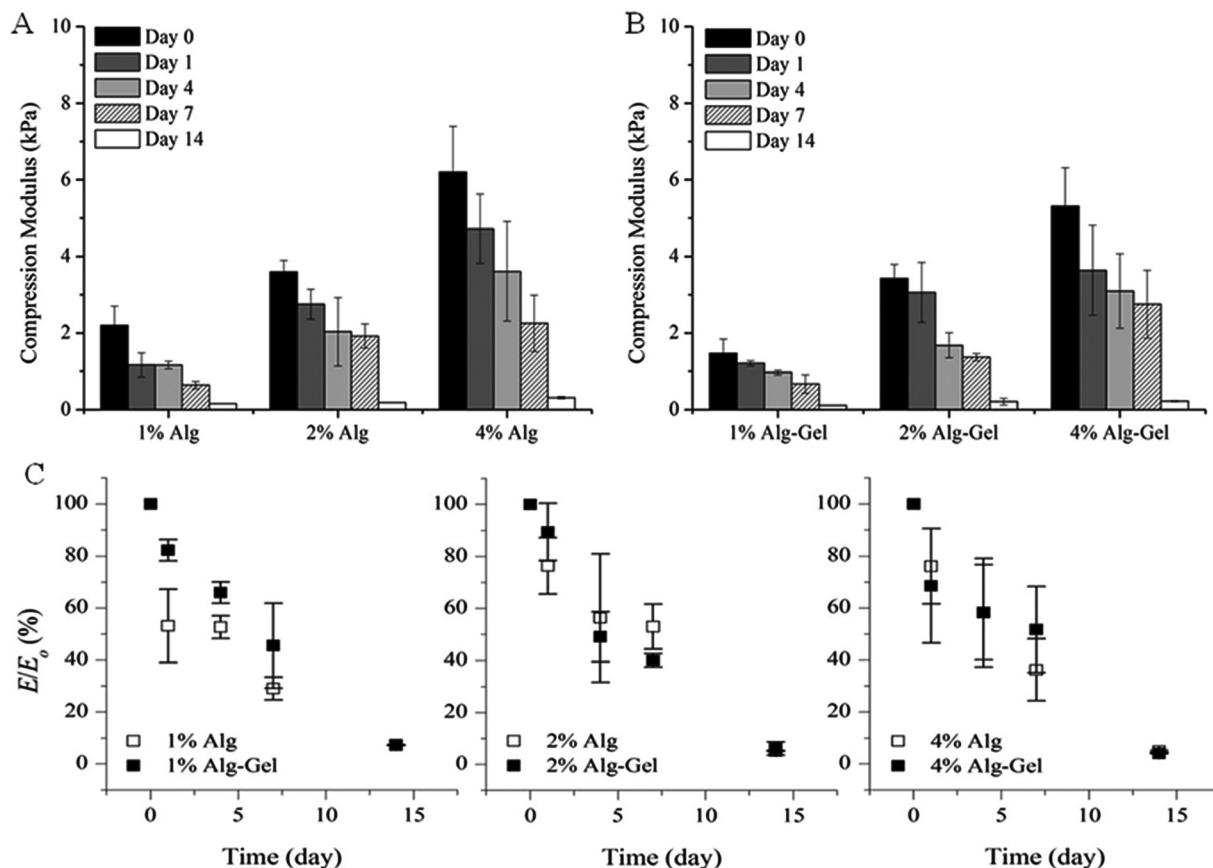 A
10
8
6
4
2
0
Compression Modulus (kPa)
Day 0
Day 1
Day 4
Day 7
Day 14
1% Alg
2% Alg
4% Alg
B
10
8
6
4
2
0
Compression Modulus (kPa)
Day 0
Day 1
Day 4
Day 7
Day 14
1% Alg-Gel
2% Alg-Gel
4% Alg-Gel
C
100
80
60
40
20
0
E/Eo (%)
1% Alg
1% Alg-Gel
0 5 10 15
Time (day)
100
80
60
40
20
0
2% Alg
2% Alg-Gel
0 5 10 15
Time (day)
100
80
60
40
20
0
4% Alg
4% Alg-Gel
0 5 10 15
Time (day)